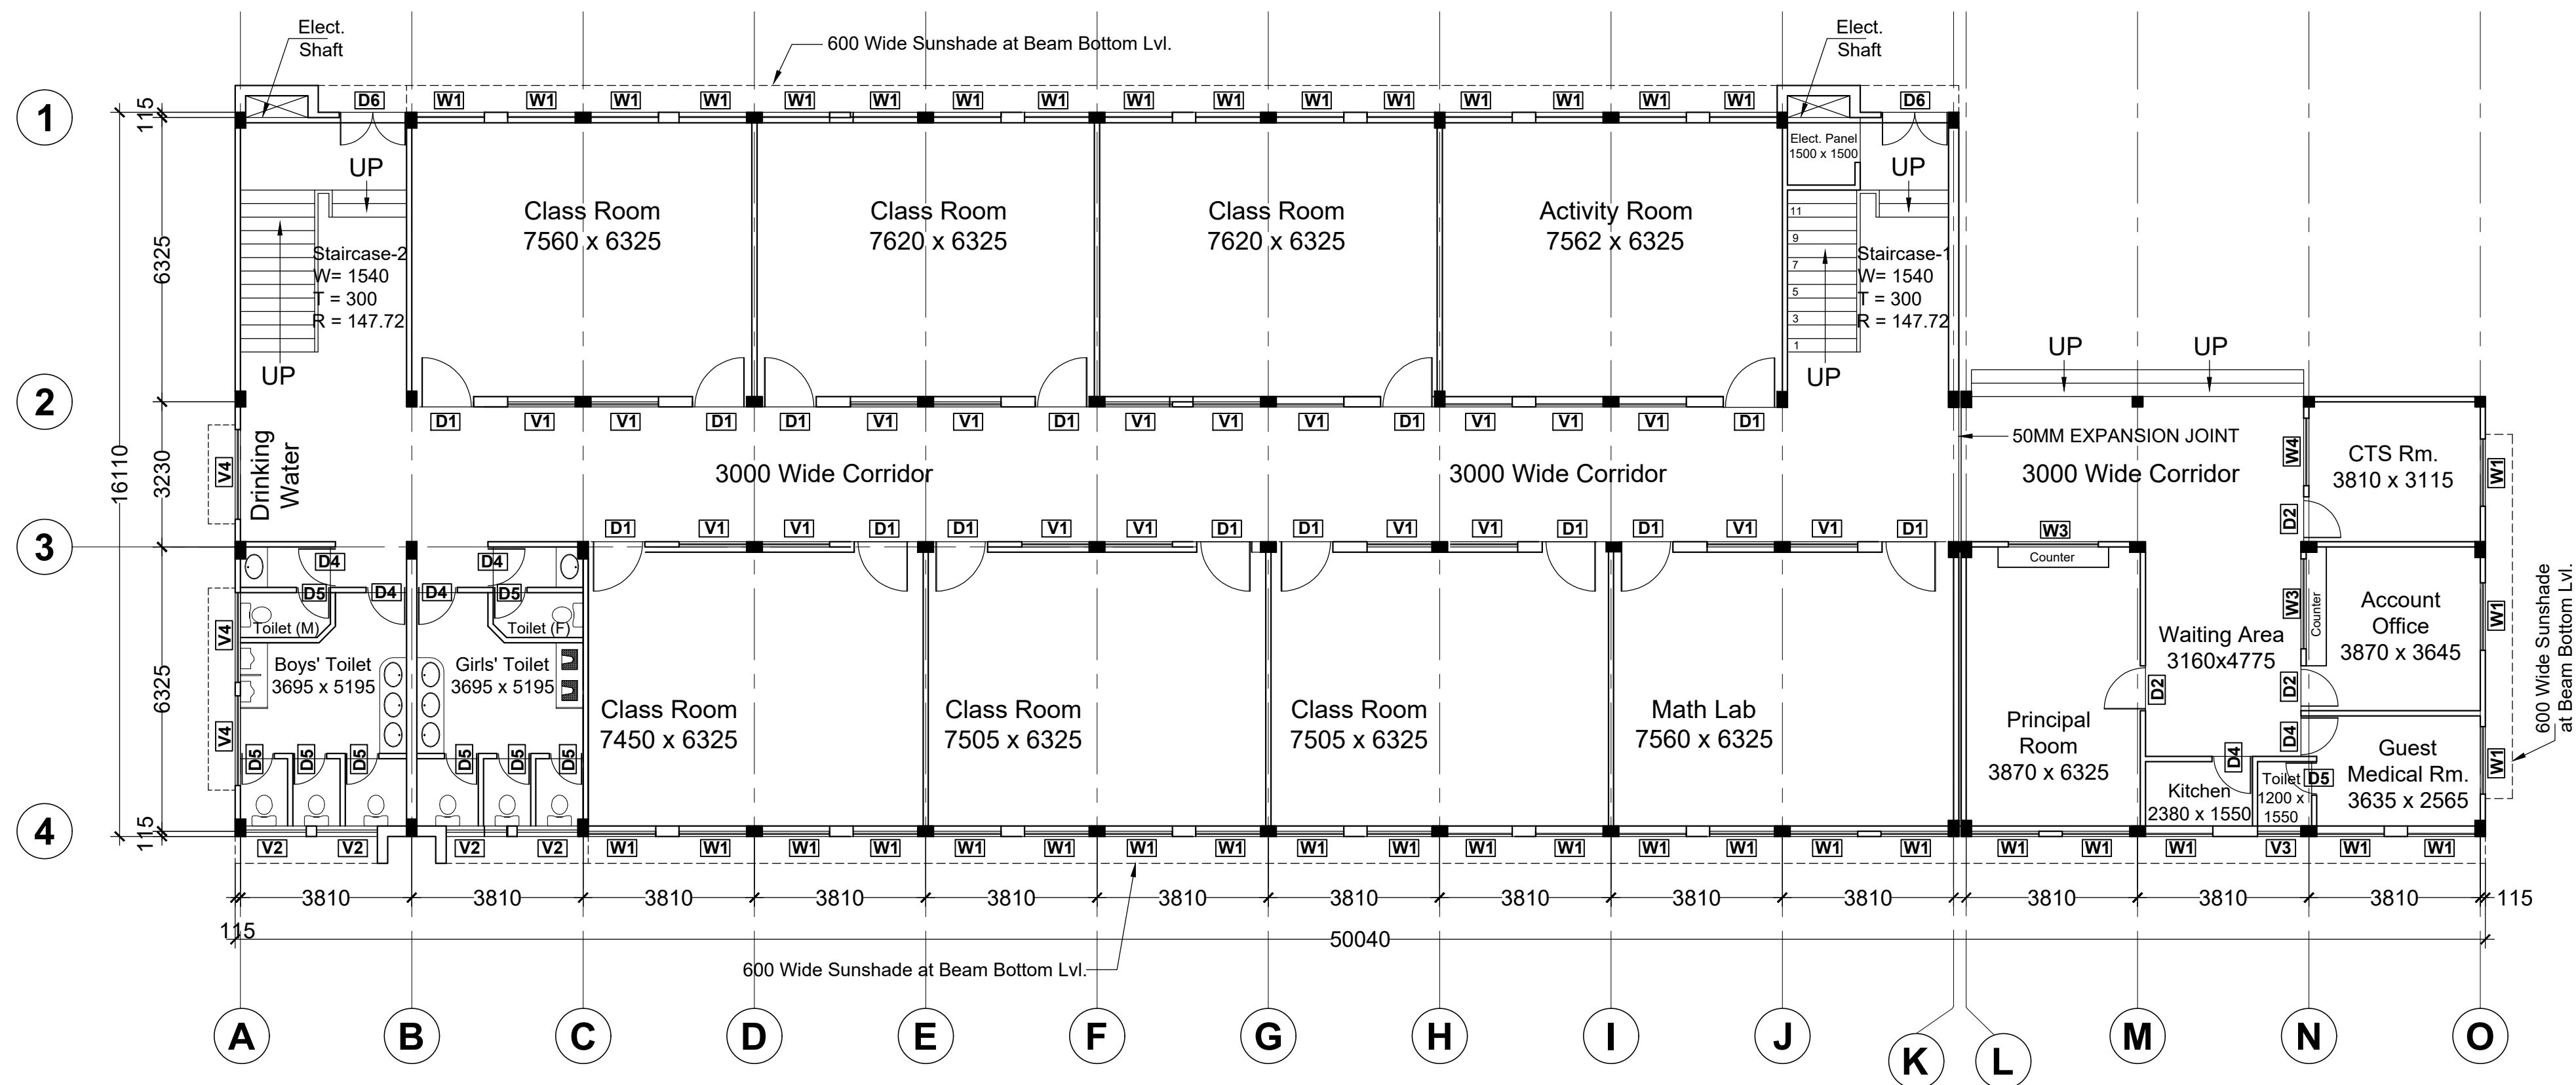 Elect.
Shaft
600 Wide Sunshade at Beam Bottom Lvl.
Elect.
Shaft
1
115
D6 W1 W1 W1 W1 W1 W1 W1 W1 W1 W1 W1 W1 W1 W1 W1 W1 D6
UP
Elect. Panel
1500 x 1500
UP
Class Room
7560 x 6325
Class Room
7620 x 6325
Class Room
7620 x 6325
Activity Room
7562 x 6325
6325
Staircase-2
W= 1540
T = 300
R = 147.72
UP
11
9
7
5
3
1
Staircase-1
W= 1540
T = 300
R = 147.72
UP
UP UP
2
D1 V1 V1 D1 D1 V1 V1 D1 V1 V1 V1 D1 V1 V1 V1 D1
16110
3230
V4
Drinking
Water
3000 Wide Corridor
3000 Wide Corridor
50MM EXPANSION JOINT
3000 Wide Corridor
W4
CTS Rm.
3810 x 3115
W1
D2
3
D1 V1 V1 D1 D1 V1 V1 D1 D1 V1 V1 D1 D1 V1 V1 D1
W3
Counter
D4 D4
D5 D4 D4 D5
Toilet (M)
Toilet (F)
V4
Boys' Toilet
3695 x 5195
Girls' Toilet
3695 x 5195
6325
V4
D5 D5 D5 D5 D5 D5
Class Room
7450 x 6325
Class Room
7505 x 6325
Class Room
7505 x 6325
Math Lab
7560 x 6325
Principal
Room
3870 x 6325
Waiting Area
3160x4775
D2
W3
Counter
Account
Office
3870 x 3645
W1
D2
D4
D4
Kitchen
2380 x 1550
Toilet
1200 x
1550
D5
Guest
Medical Rm.
3635 x 2565
W1
600 Wide Sunshade
at Beam Bottom Lvl.
4
115
V2 V2 V2 V2 W1 W1 W1 W1 W1 W1 W1 W1 W1 W1 W1 W1 W1 W1 W1 W1 W1 W1 W1 V3 W1 W1
3810 3810 3810 3810 3810 3810 3810 3810 3810 3810 3810 3810 3810 115
115
50040
600 Wide Sunshade at Beam Bottom Lvl.
A B C D E F G H I J K L M N O